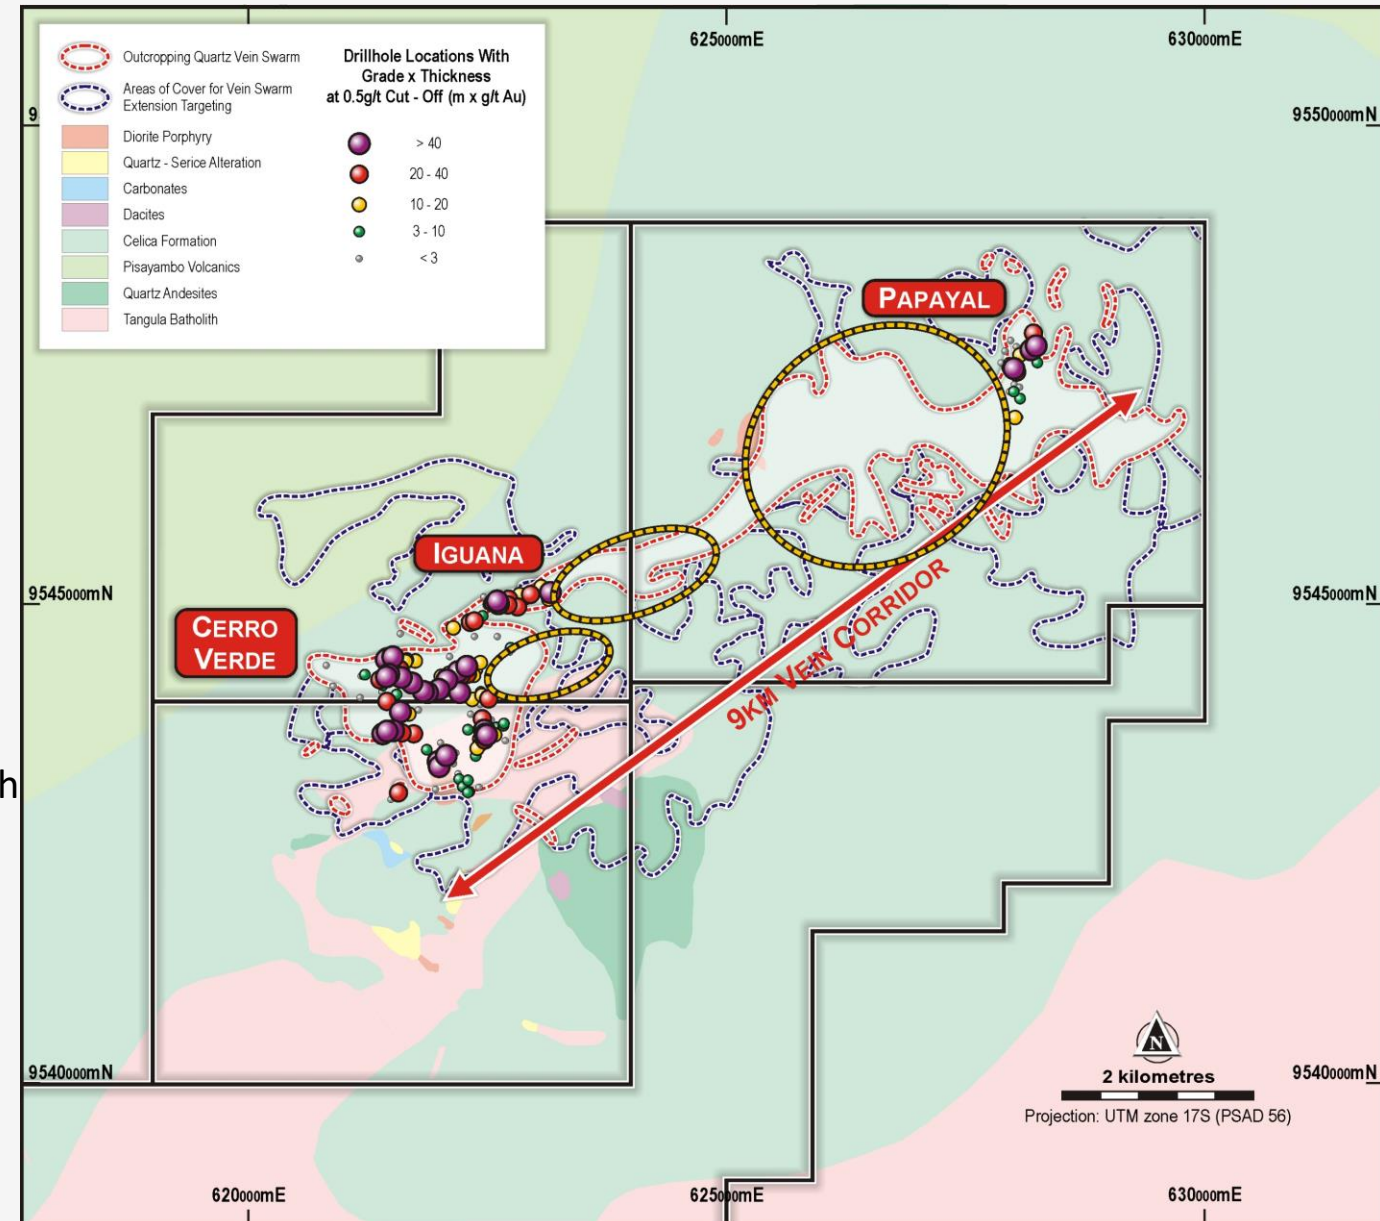 625000mE
630000mE
Outcropping Quartz Vein Swarm
Areas of Cover for Vein Swarm
Extension Targeting
Diorite Porphyry
Quartz - Serice Alteration
Carbonates
Dacites
Celica Formation
Pisayambo Volcanics
Quartz Andesites
Tangula Batholith
Drillhole Locations With
Grade x Thickness
at 0.5g/t Cut - Off (m x g/t Au)
> 40
20 - 40
10 - 20
3 - 10
< 3
9
9550000mN
PAPAYAL
IGUANA
9545000mN
9545000mN
CERRO
VERDE
9KM VEIN CORRIDOR
h
N
2 kilometres
Projection: UTM zone 17S (PSAD 56)
9540000mN
9540000mN
620000mE
625000mE
630000mE